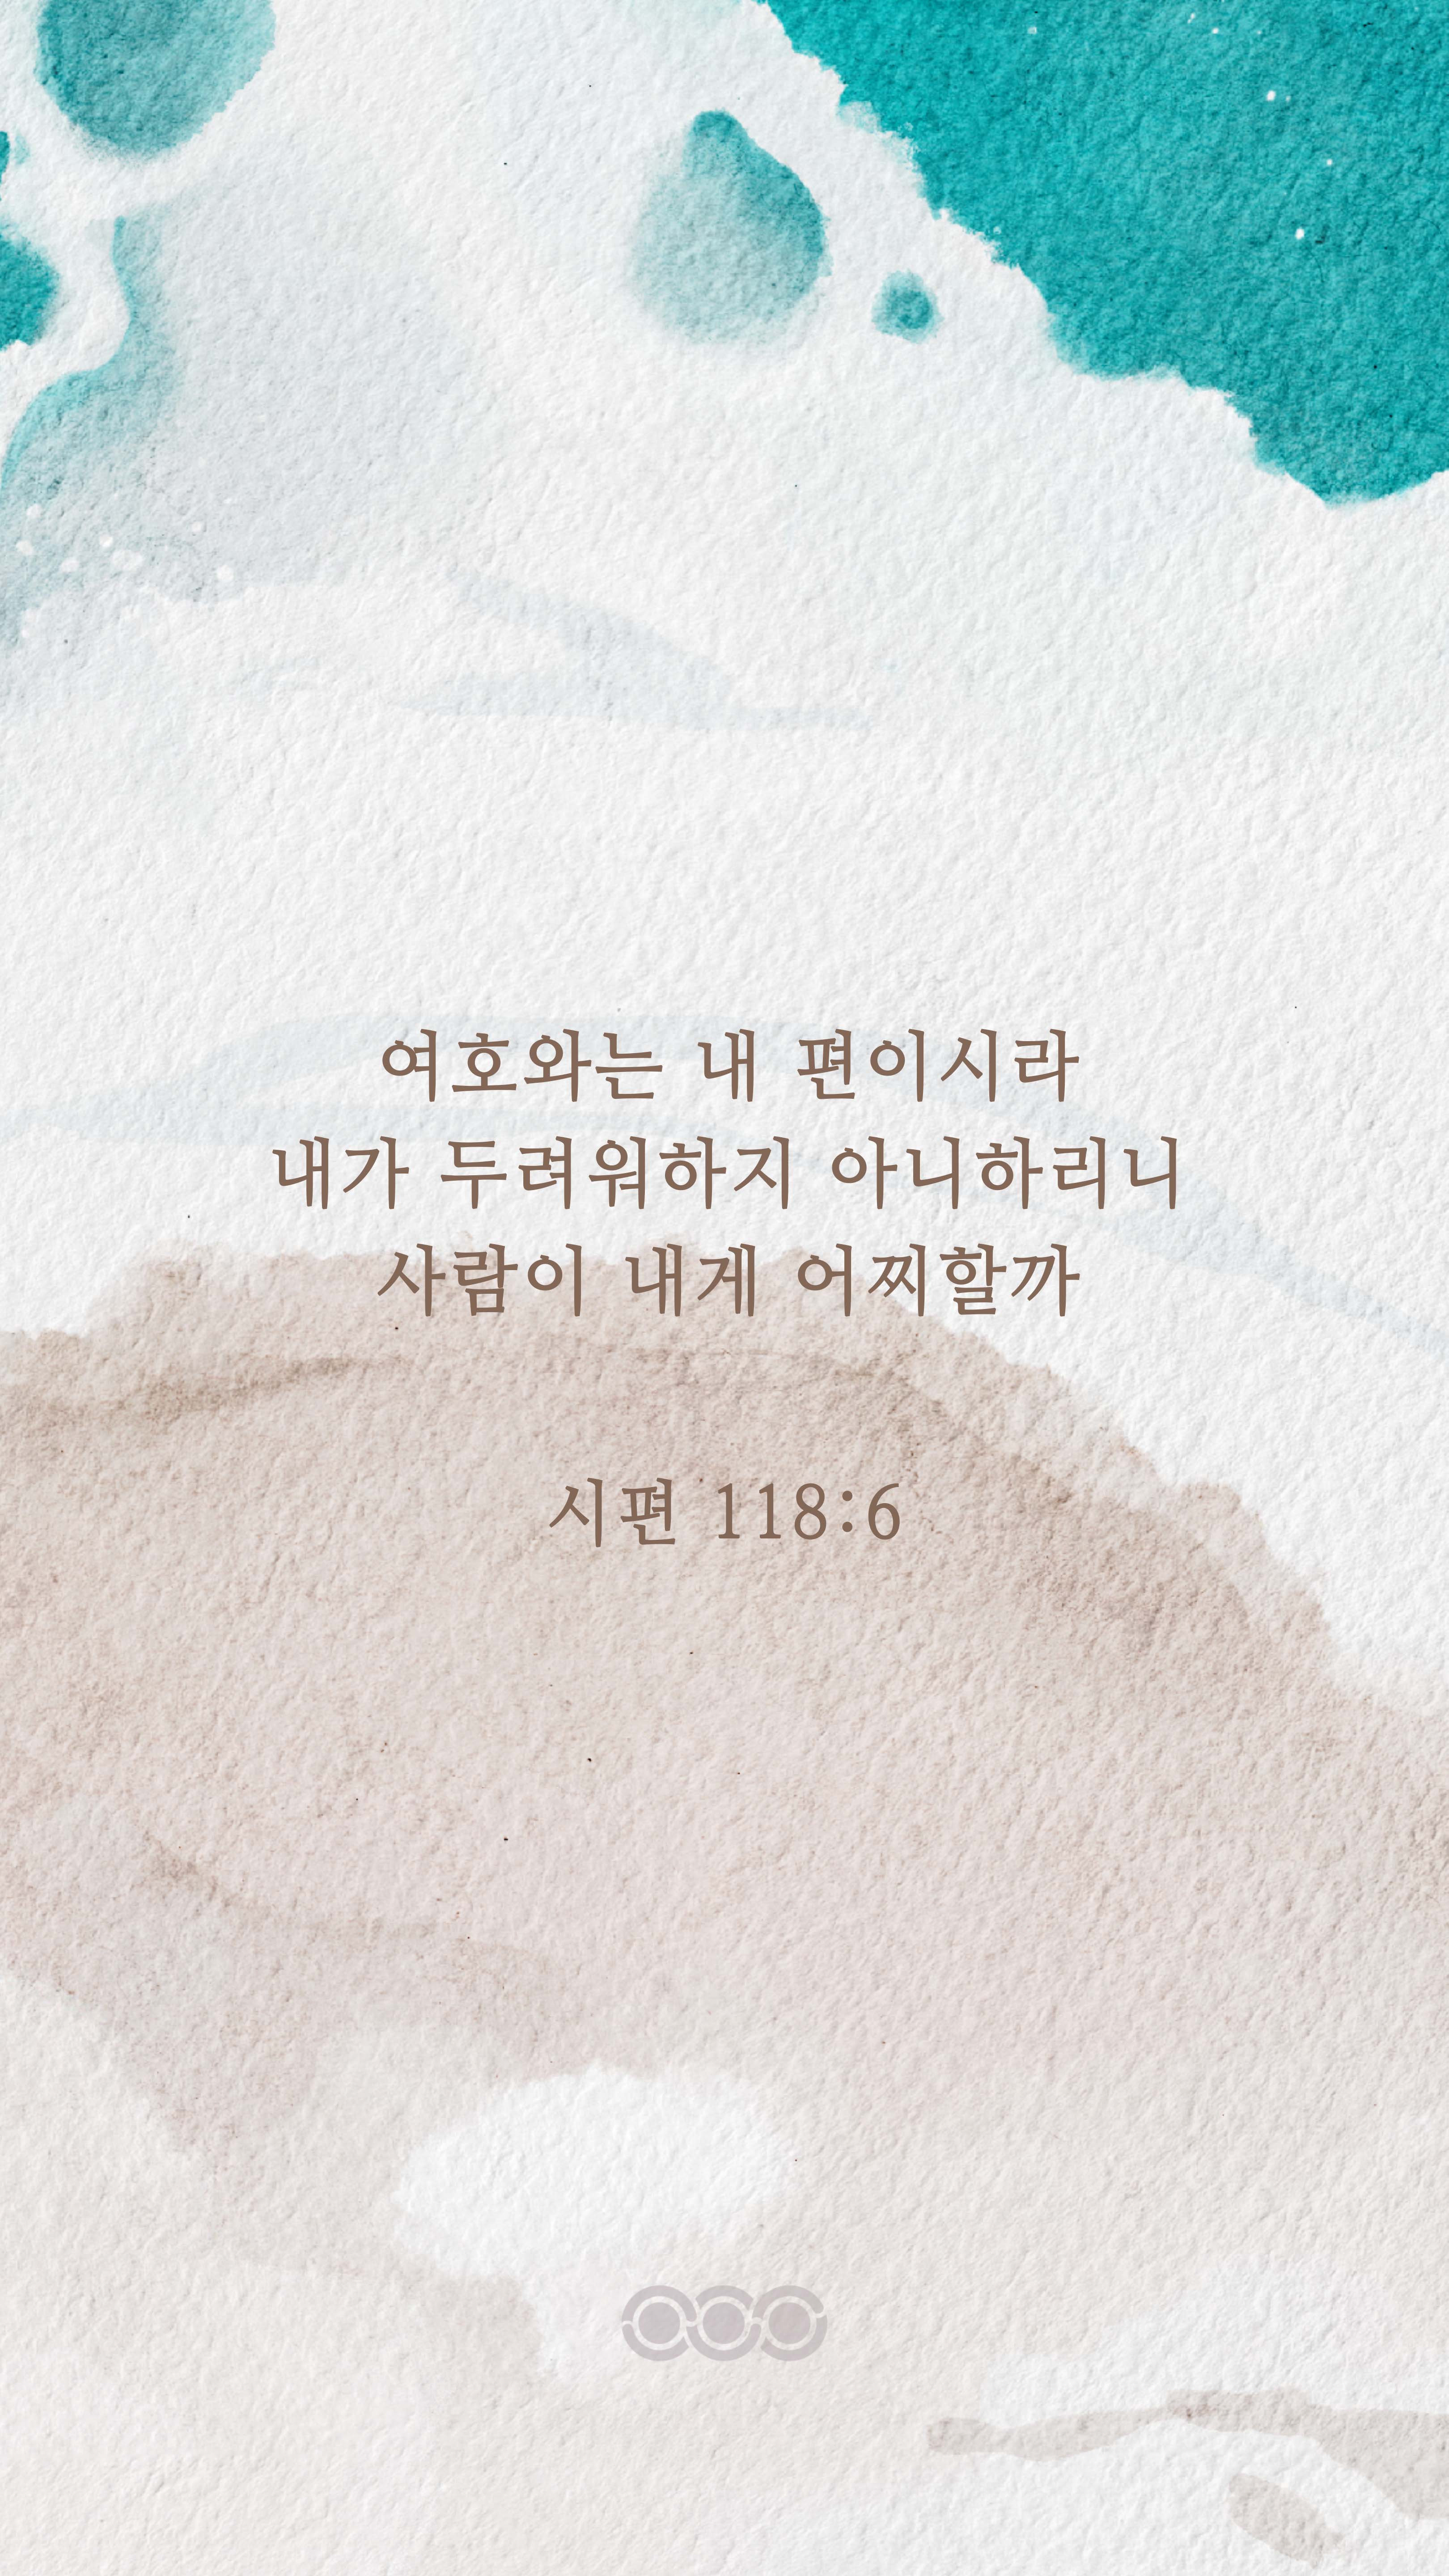 여호와는 내 편이시라
내가 두려워하지 아니하리니
사람이 내게 어찌할까
시편 118:6